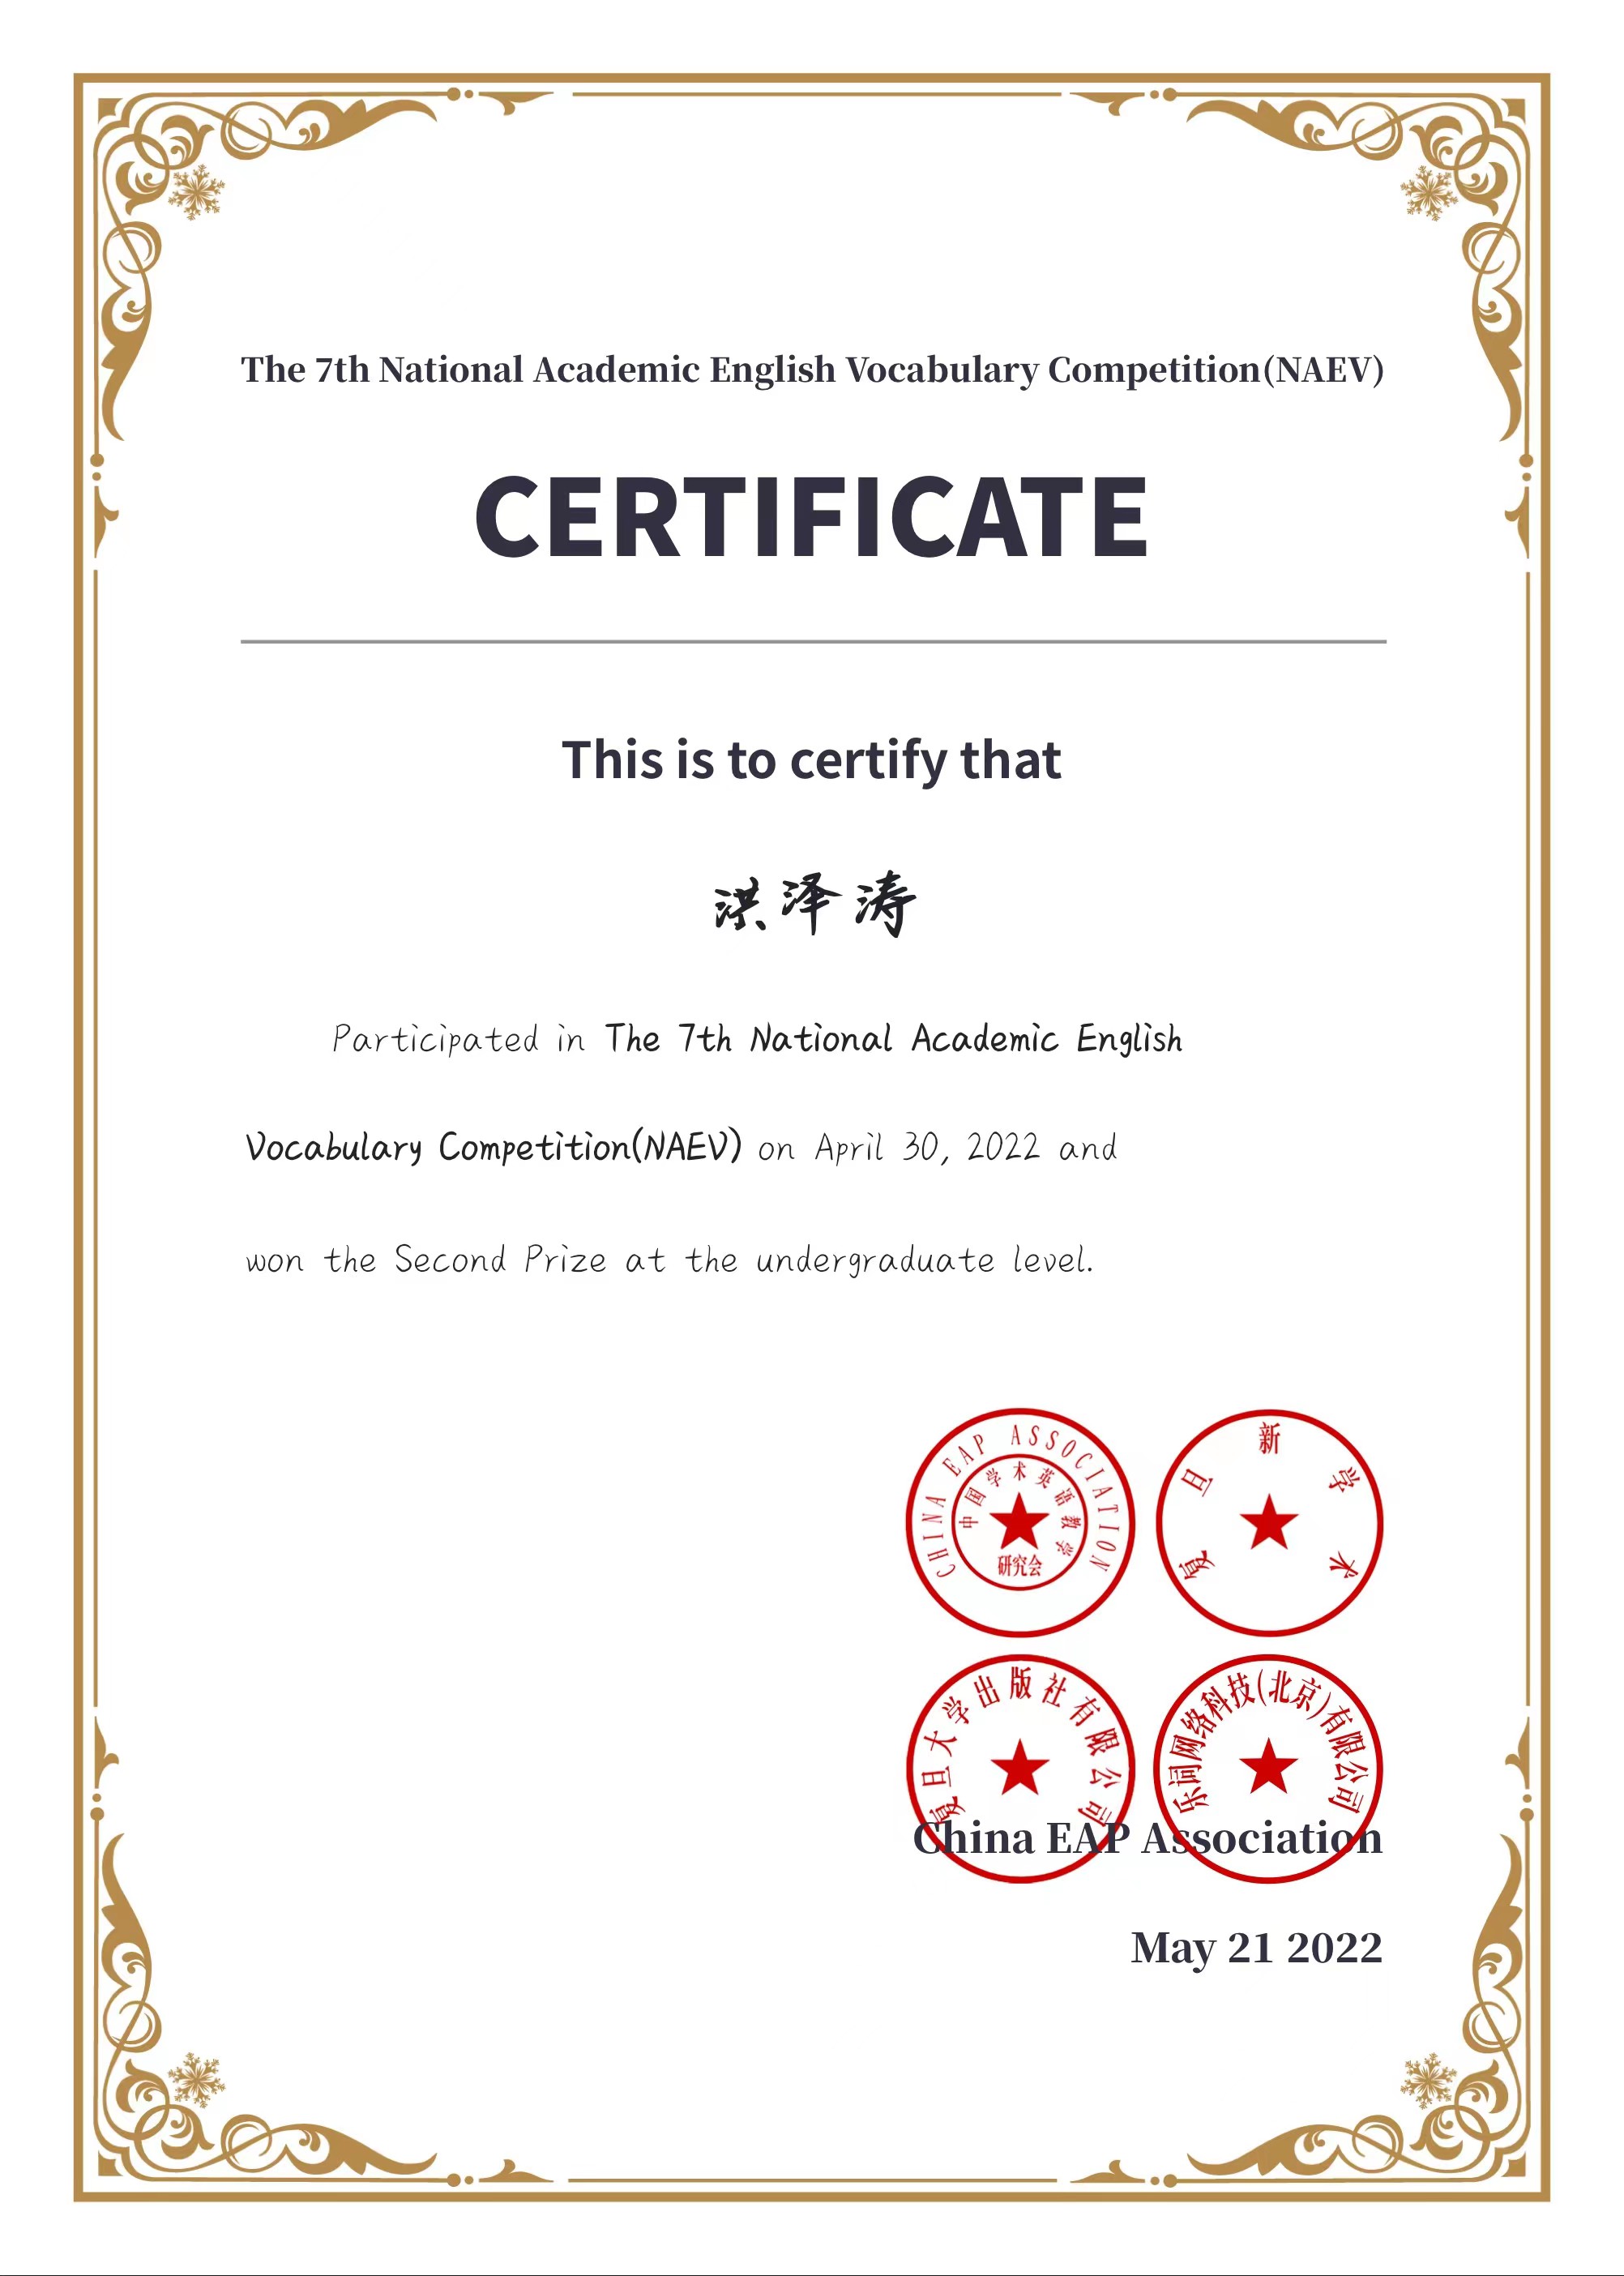 The 7th National Academic English Vocabulary Competition(NAEV)
CERTIFICATE
This is to certify that
洪泽涛
Participated in The 7th National Academic English
Vocabulary Competition(NAEV) on April 30, 2022 and
won the Second Prize at the undergraduate level.
CHINA EAP ASSOCIATION
中国学术英语教学
研究会
复旦新学术
复旦大学出版社有限公司
乐词网络科技(北京)有限公司
China EAP Association
May 21 2022